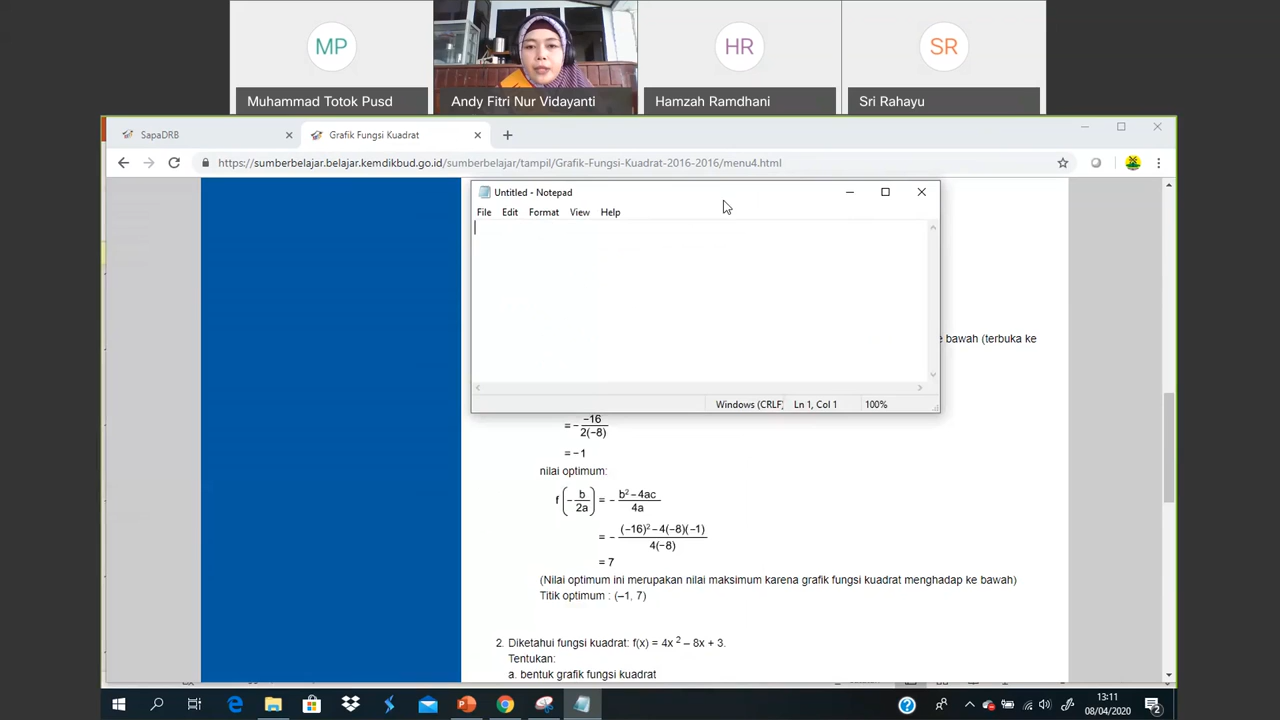 MP
HR
SR
Muhammad Totok Pusd
Andy Fitri Nur Vidayanti
Hamzah Ramdhani
Sri Rahayu
SapaDRB
Grafik Fungsi Kuadrat
https://sumberbelajar.belajar.kemdikbud.go.id/sumberbelajar/tampil/Grafik-Fungsi-Kuadrat-2016-2016/menu4.html
Untitled - Notepad
File Edit Format View Help
e bawah (terbuka ke
Windows (CRLF) Ln 1, Col 1 100%
= - −16 / 2(−8)
= −1
nilai optimum:
f(- b/2a) = - b² − 4ac / 4a
= - (−16)² − 4(−8)(−1) / 4(−8)
= 7
(Nilai optimum ini merupakan nilai maksimum karena grafik fungsi kuadrat menghadap ke bawah)
Titik optimum : (–1, 7)
2. Diketahui fungsi kuadrat: f(x) = 4x² – 8x + 3.
Tentukan:
a. bentuk grafik fungsi kuadrat
13:11
08/04/2020
2